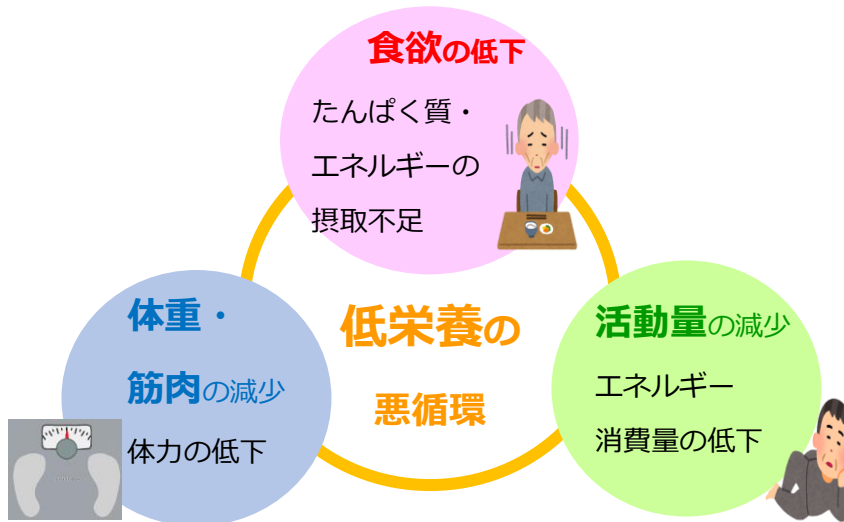 食欲の低下
たんぱく質・
エネルギーの
摂取不足
低栄養の
悪循環
体重・
筋肉の減少
体力の低下
活動量の減少
エネルギー
消費量の低下